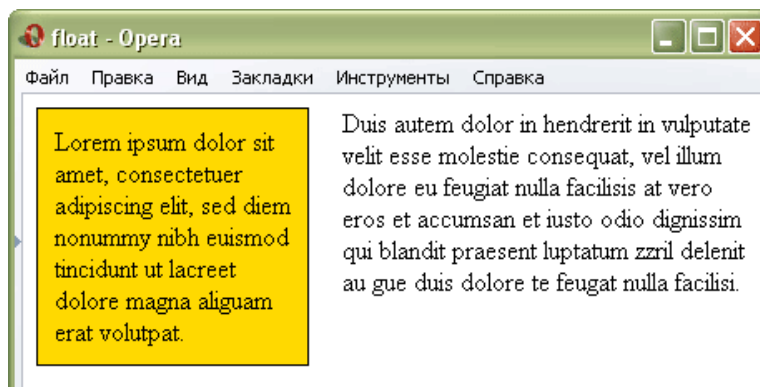 float - Opera
Файл Правка Вид Закладки Инструменты Справка
Lorem ipsum dolor sit
amet, consectetuer
adipiscing elit, sed diem
nonummy nibh euismod
tincidunt ut lacreet
dolore magna aliguam
erat volutpat.
Duis autem dolor in hendrerit in vulputate
velit esse molestie consequat, vel illum
dolore eu feugiat nulla facilisis at vero
eros et accumsan et iusto odio dignissim
qui blandit praesent luptatum zzril delenit
au gue duis dolore te feugat nulla facilisi.